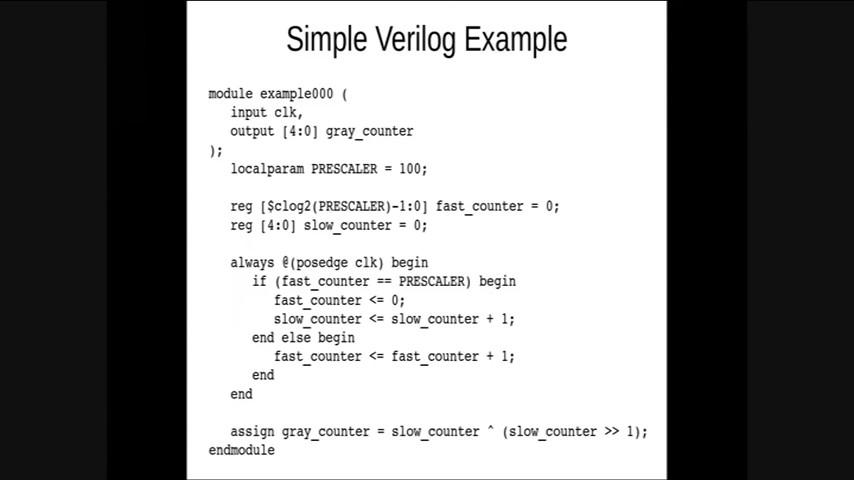 Simple Verilog Example
module example000 (
input clk,
output [4:0] gray_counter
);
localparam PRESCALER = 100;
reg [$clog2(PRESCALER)-1:0] fast_counter = 0;
reg [4:0] slow_counter = 0;
always @(posedge clk) begin
if (fast_counter == PRESCALER) begin
fast_counter <= 0;
slow_counter <= slow_counter + 1;
end else begin
fast_counter <= fast_counter + 1;
end
end
assign gray_counter = slow_counter ^ (slow_counter >> 1);
endmodule